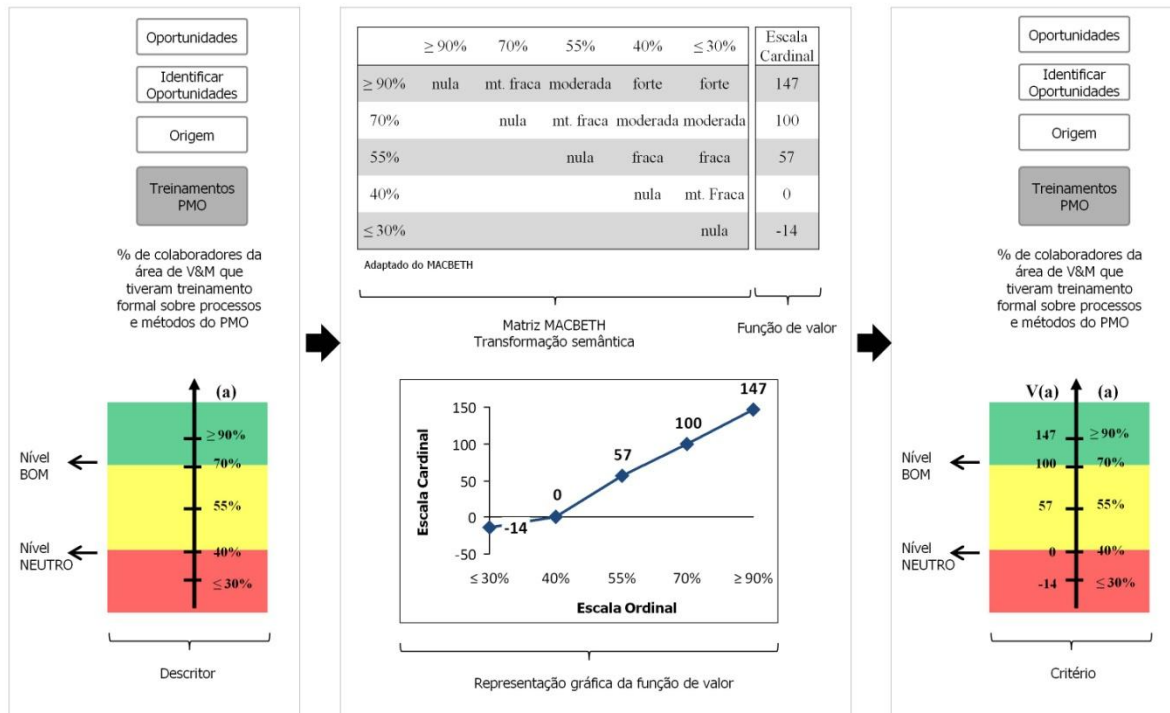 Oportunidades
Identificar
Oportunidades
Origem
Treinamentos
PMO
% de colaboradores da
área de V&M que
tiveram treinamento
formal sobre processos
e métodos do PMO
(a)
≥ 90%
Nível
BOM
70%
55%
Nível
NEUTRO
40%
≤ 30%
Descritor
≥ 90% 70% 55% 40% ≤ 30% Escala
Cardinal
≥ 90% nula mt. fraca moderada forte forte 147
70% nula mt. fraca moderada moderada 100
55% nula fraca fraca 57
40% nula mt. Fraca 0
≤ 30% nula -14
Adaptado do MACBETH
Matriz MACBETH
Transformação semântica
Função de valor
Escala Cardinal
150
100
50
0
-50
-14
0
57
100
147
≤ 30% 40% 55% 70% ≥ 90%
Escala Ordinal
Representação gráfica da função de valor
Oportunidades
Identificar
Oportunidades
Origem
Treinamentos
PMO
% de colaboradores da
área de V&M que
tiveram treinamento
formal sobre processos
e métodos do PMO
V(a) (a)
147 ≥ 90%
Nível
BOM
100 70%
57 55%
Nível
NEUTRO
0 40%
-14 ≤ 30%
Critério